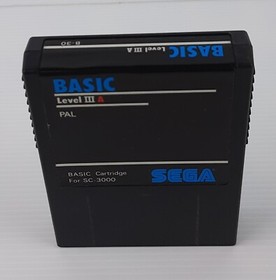 BASIC
Level III A
B-30
BASIC
Level III A
PAL
BASIC Cartridge
For SC-3000
SEGA